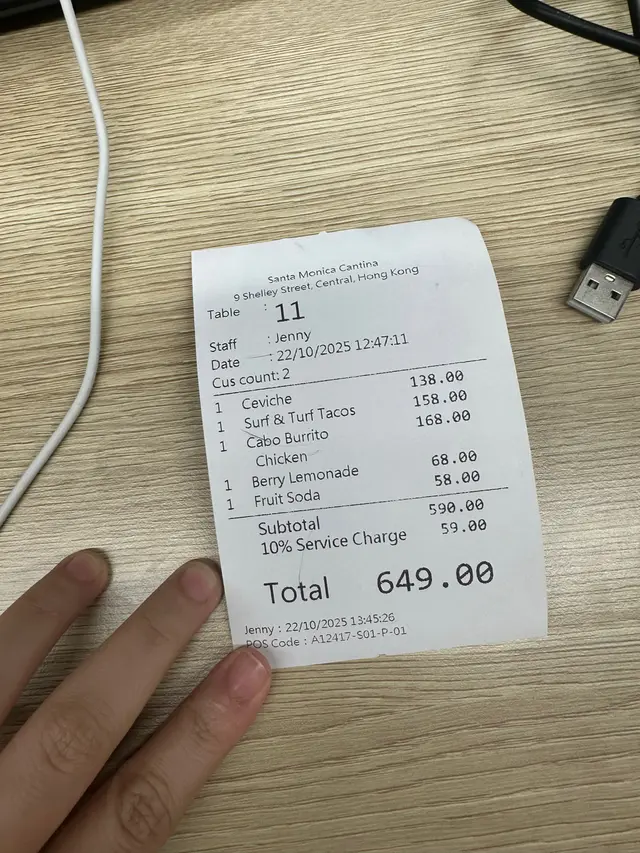 Santa Monica Cantina
9 Shelley Street, Central, Hong Kong
Table : 11
Staff : Jenny
Date : 22/10/2025 12:47:11
Cus count: 2
1 Ceviche 138.00
1 Surf & Turf Tacos 158.00
1 Cabo Burrito 168.00
Chicken
1 Berry Lemonade 68.00
1 Fruit Soda 58.00
Subtotal 590.00
10% Service Charge 59.00
Total 649.00
Jenny : 22/10/2025 13:45:26
POS Code : A12417-S01-P-01